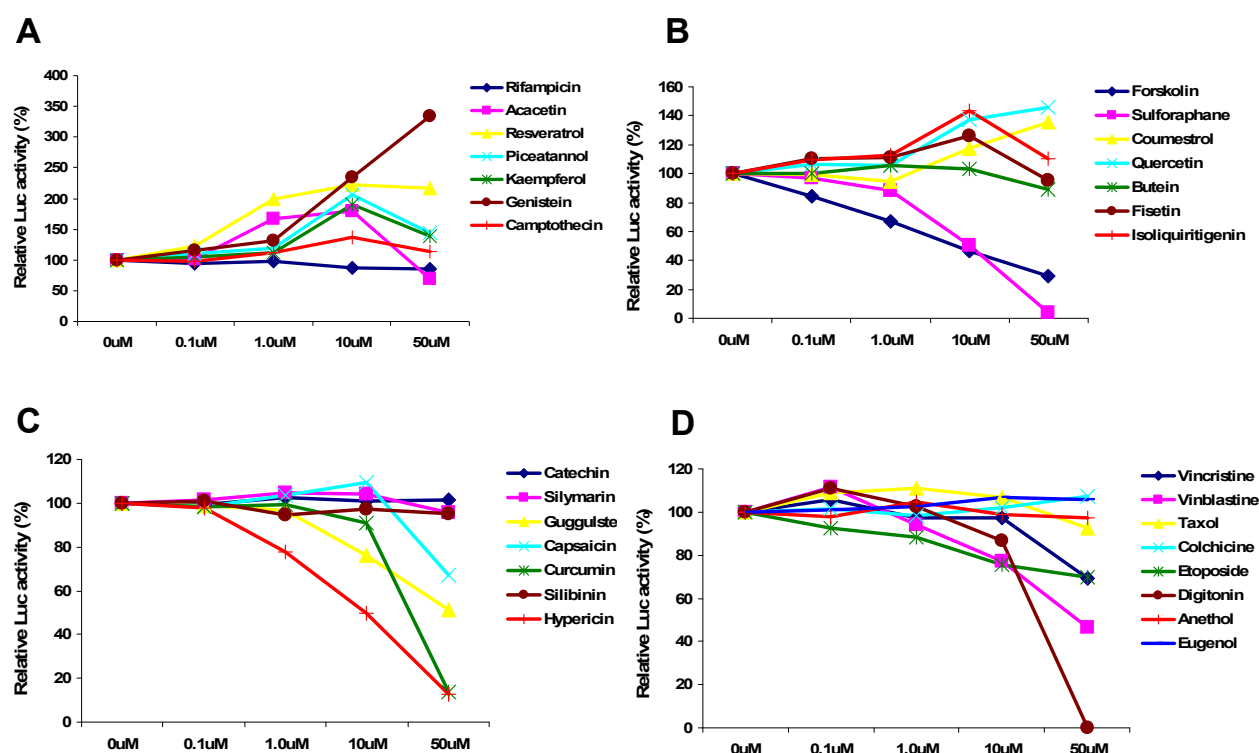 A
Relative Luc activity (%)
400
350
300
250
200
150
100
50
0
0uM 0.1uM 1.0uM 10uM 50uM
Rifampicin
Acacetin
Resveratrol
Piceatannol
Kaempferol
Genistein
Camptothecin
B
Relative Luc activity (%)
160
140
120
100
80
60
40
20
0
0uM 0.1uM 1.0uM 10uM 50uM
Forskolin
Sulforaphane
Coumestrol
Quercetin
Butein
Fisetin
Isoliquiritigenin
C
Relative Luc activity (%)
120
100
80
60
40
20
0
0uM 0.1uM 1.0uM 10uM 50uM
Catechin
Silymarin
Guggulste
Capsaicin
Curcumin
Silibinin
Hypericin
D
Relative Luc activity (%)
120
100
80
60
40
20
0
0uM 0.1uM 1.0uM 10uM 50uM
Vincristine
Vinblastine
Taxol
Colchicine
Etoposide
Digitonin
Anethol
Eugenol